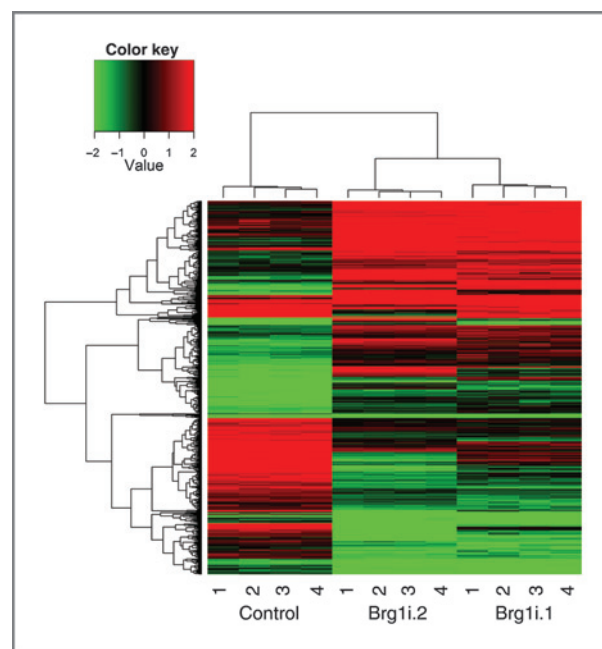 Color key
−2 −1 0 1 2
Value
1 2 3 4 1 2 3 4 1 2 3 4
Control Brg1i.2 Brg1i.1